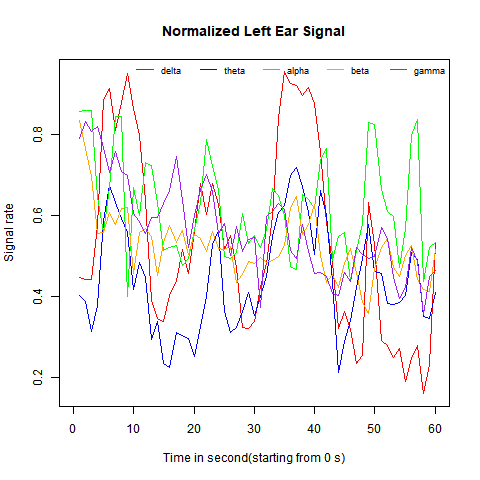 Normalized Left Ear Signal
delta theta alpha beta gamma
Signal rate
0.8
0.6
0.4
0.2
0 10 20 30 40 50 60
Time in second(starting from 0 s)